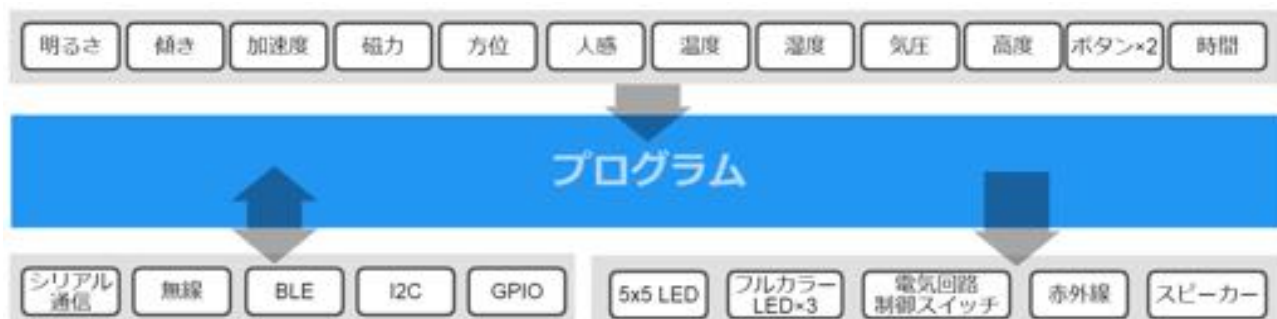 明るさ
傾き
加速度
磁力
方位
人感
温度
湿度
気圧
高度
ボタン×2
時間
プログラム
シリアル
通信
無線
BLE
I2C
GPIO
5x5 LED
フルカラー
LED×3
電気回路
制御スイッチ
赤外線
スピーカー